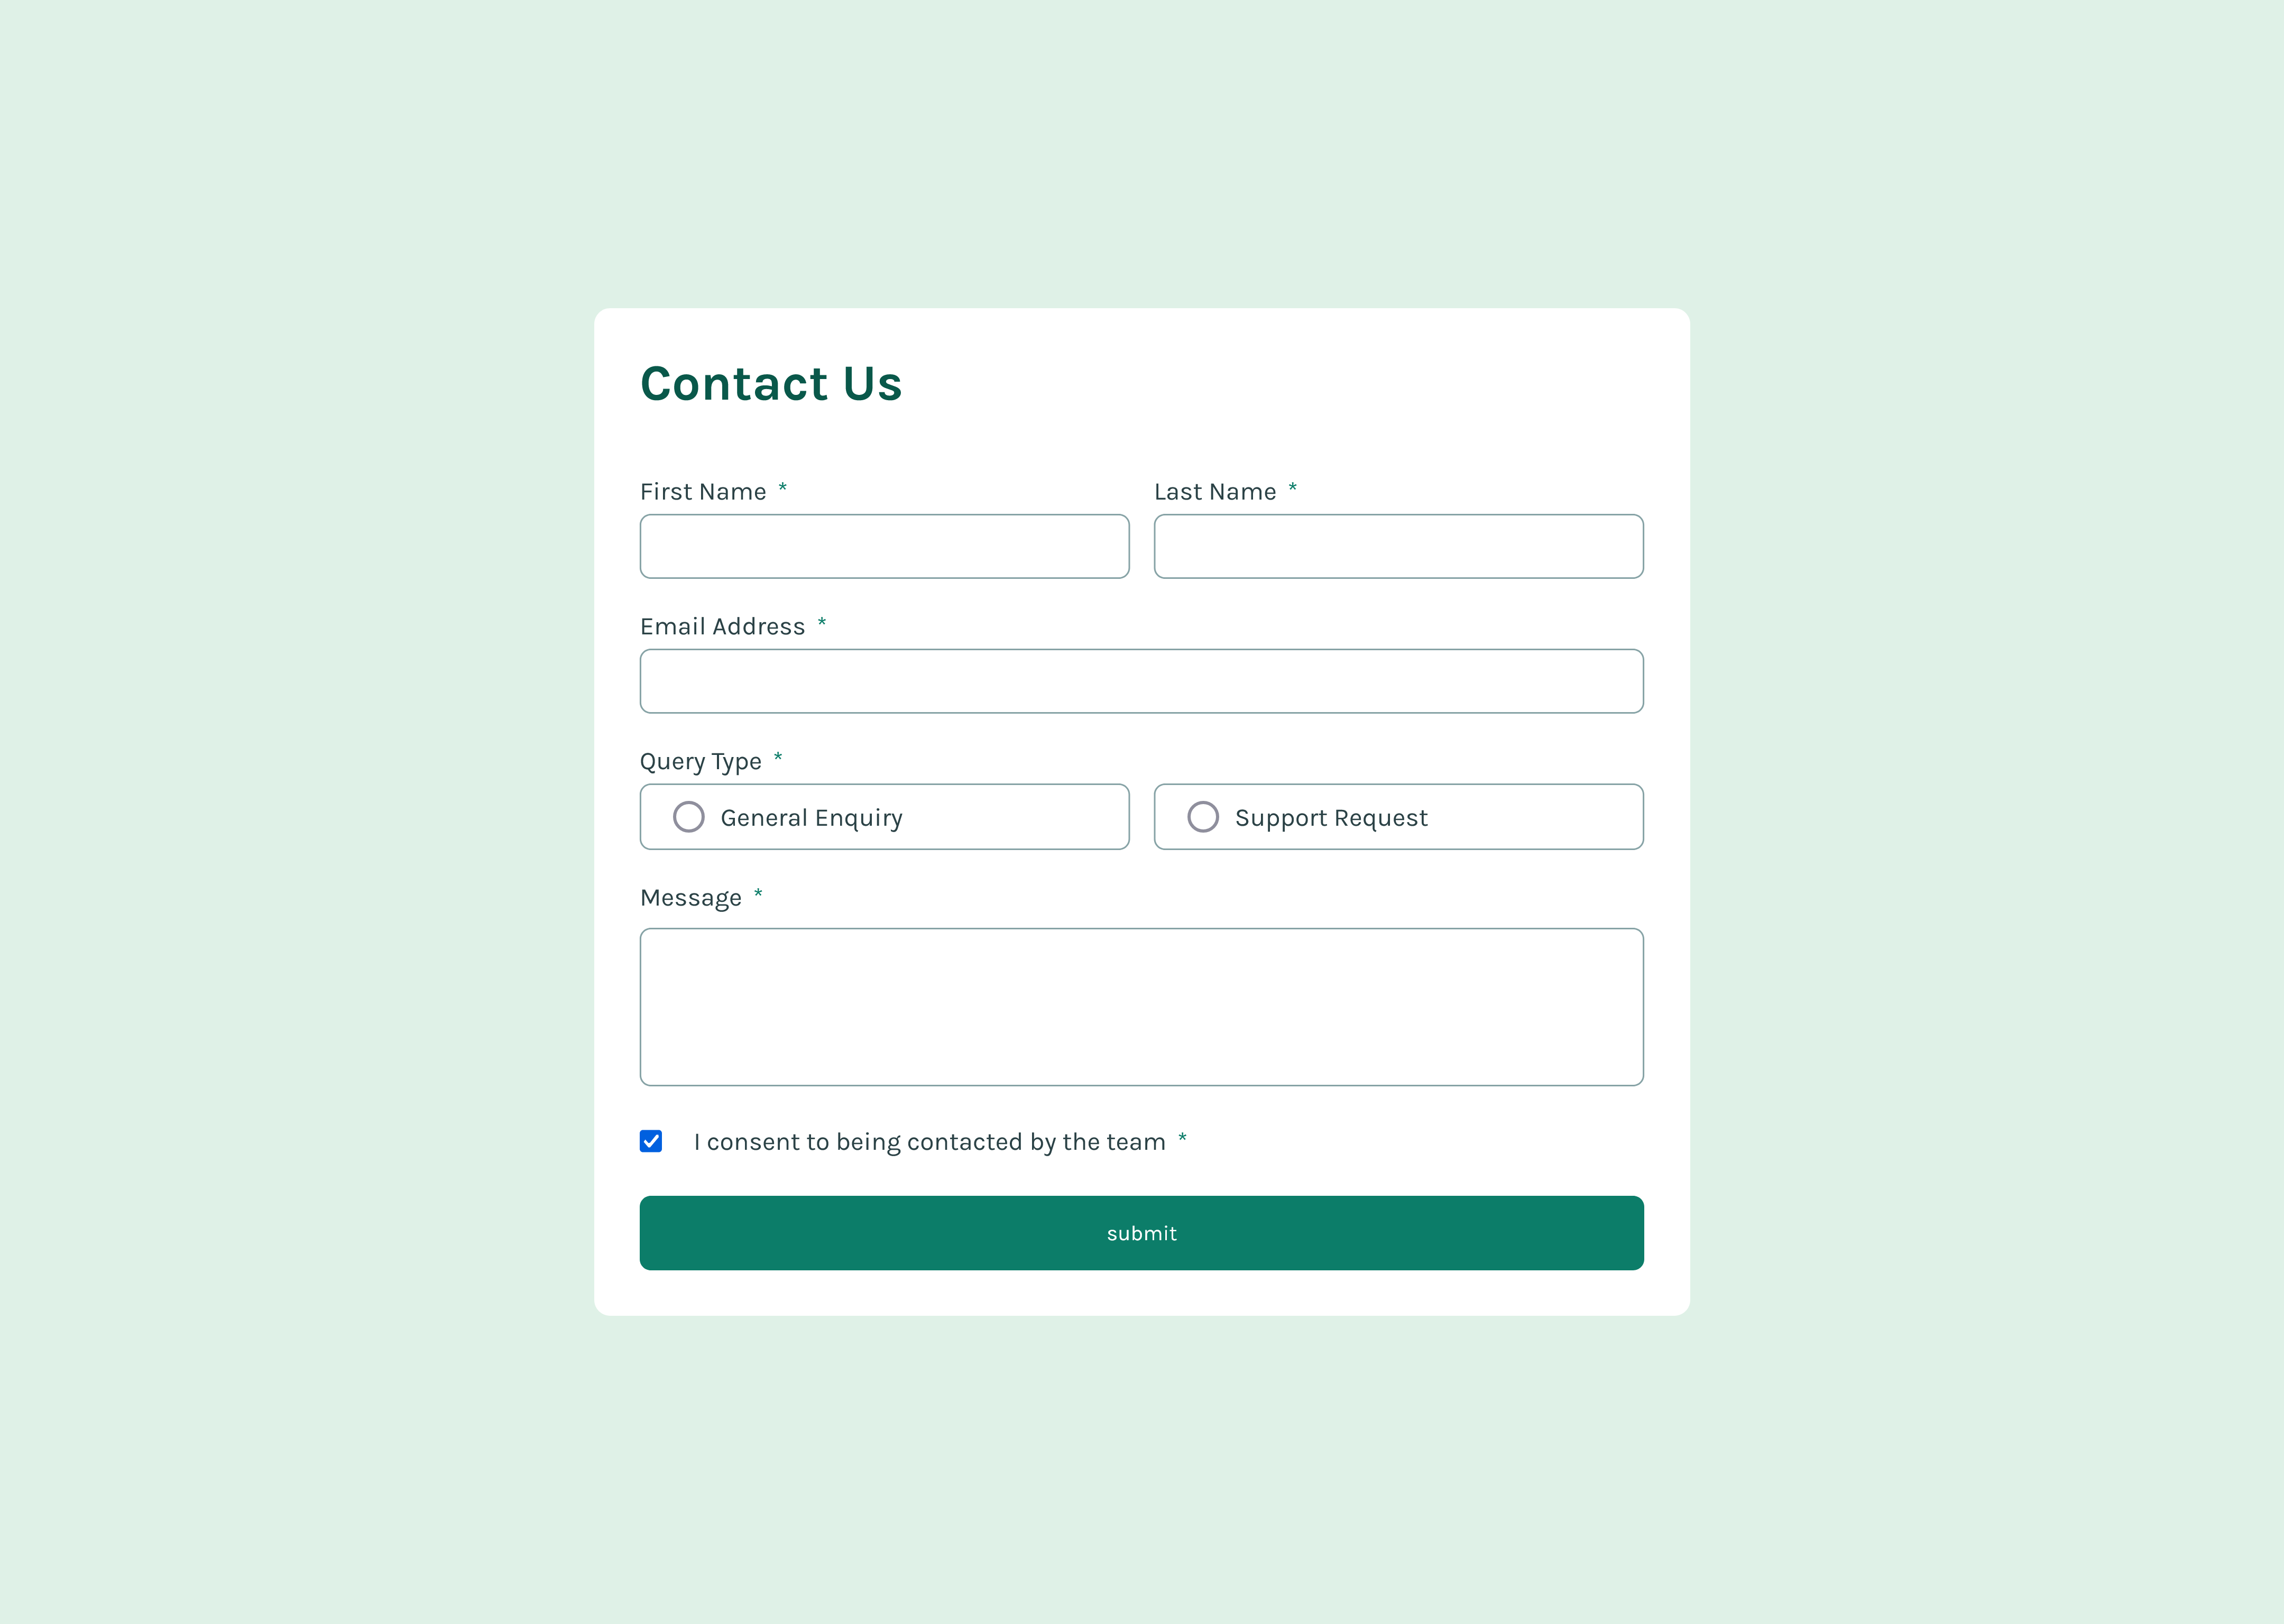 Contact Us
First Name *
Last Name *
Email Address *
Query Type *
General Enquiry
Support Request
Message *
I consent to being contacted by the team *
submit